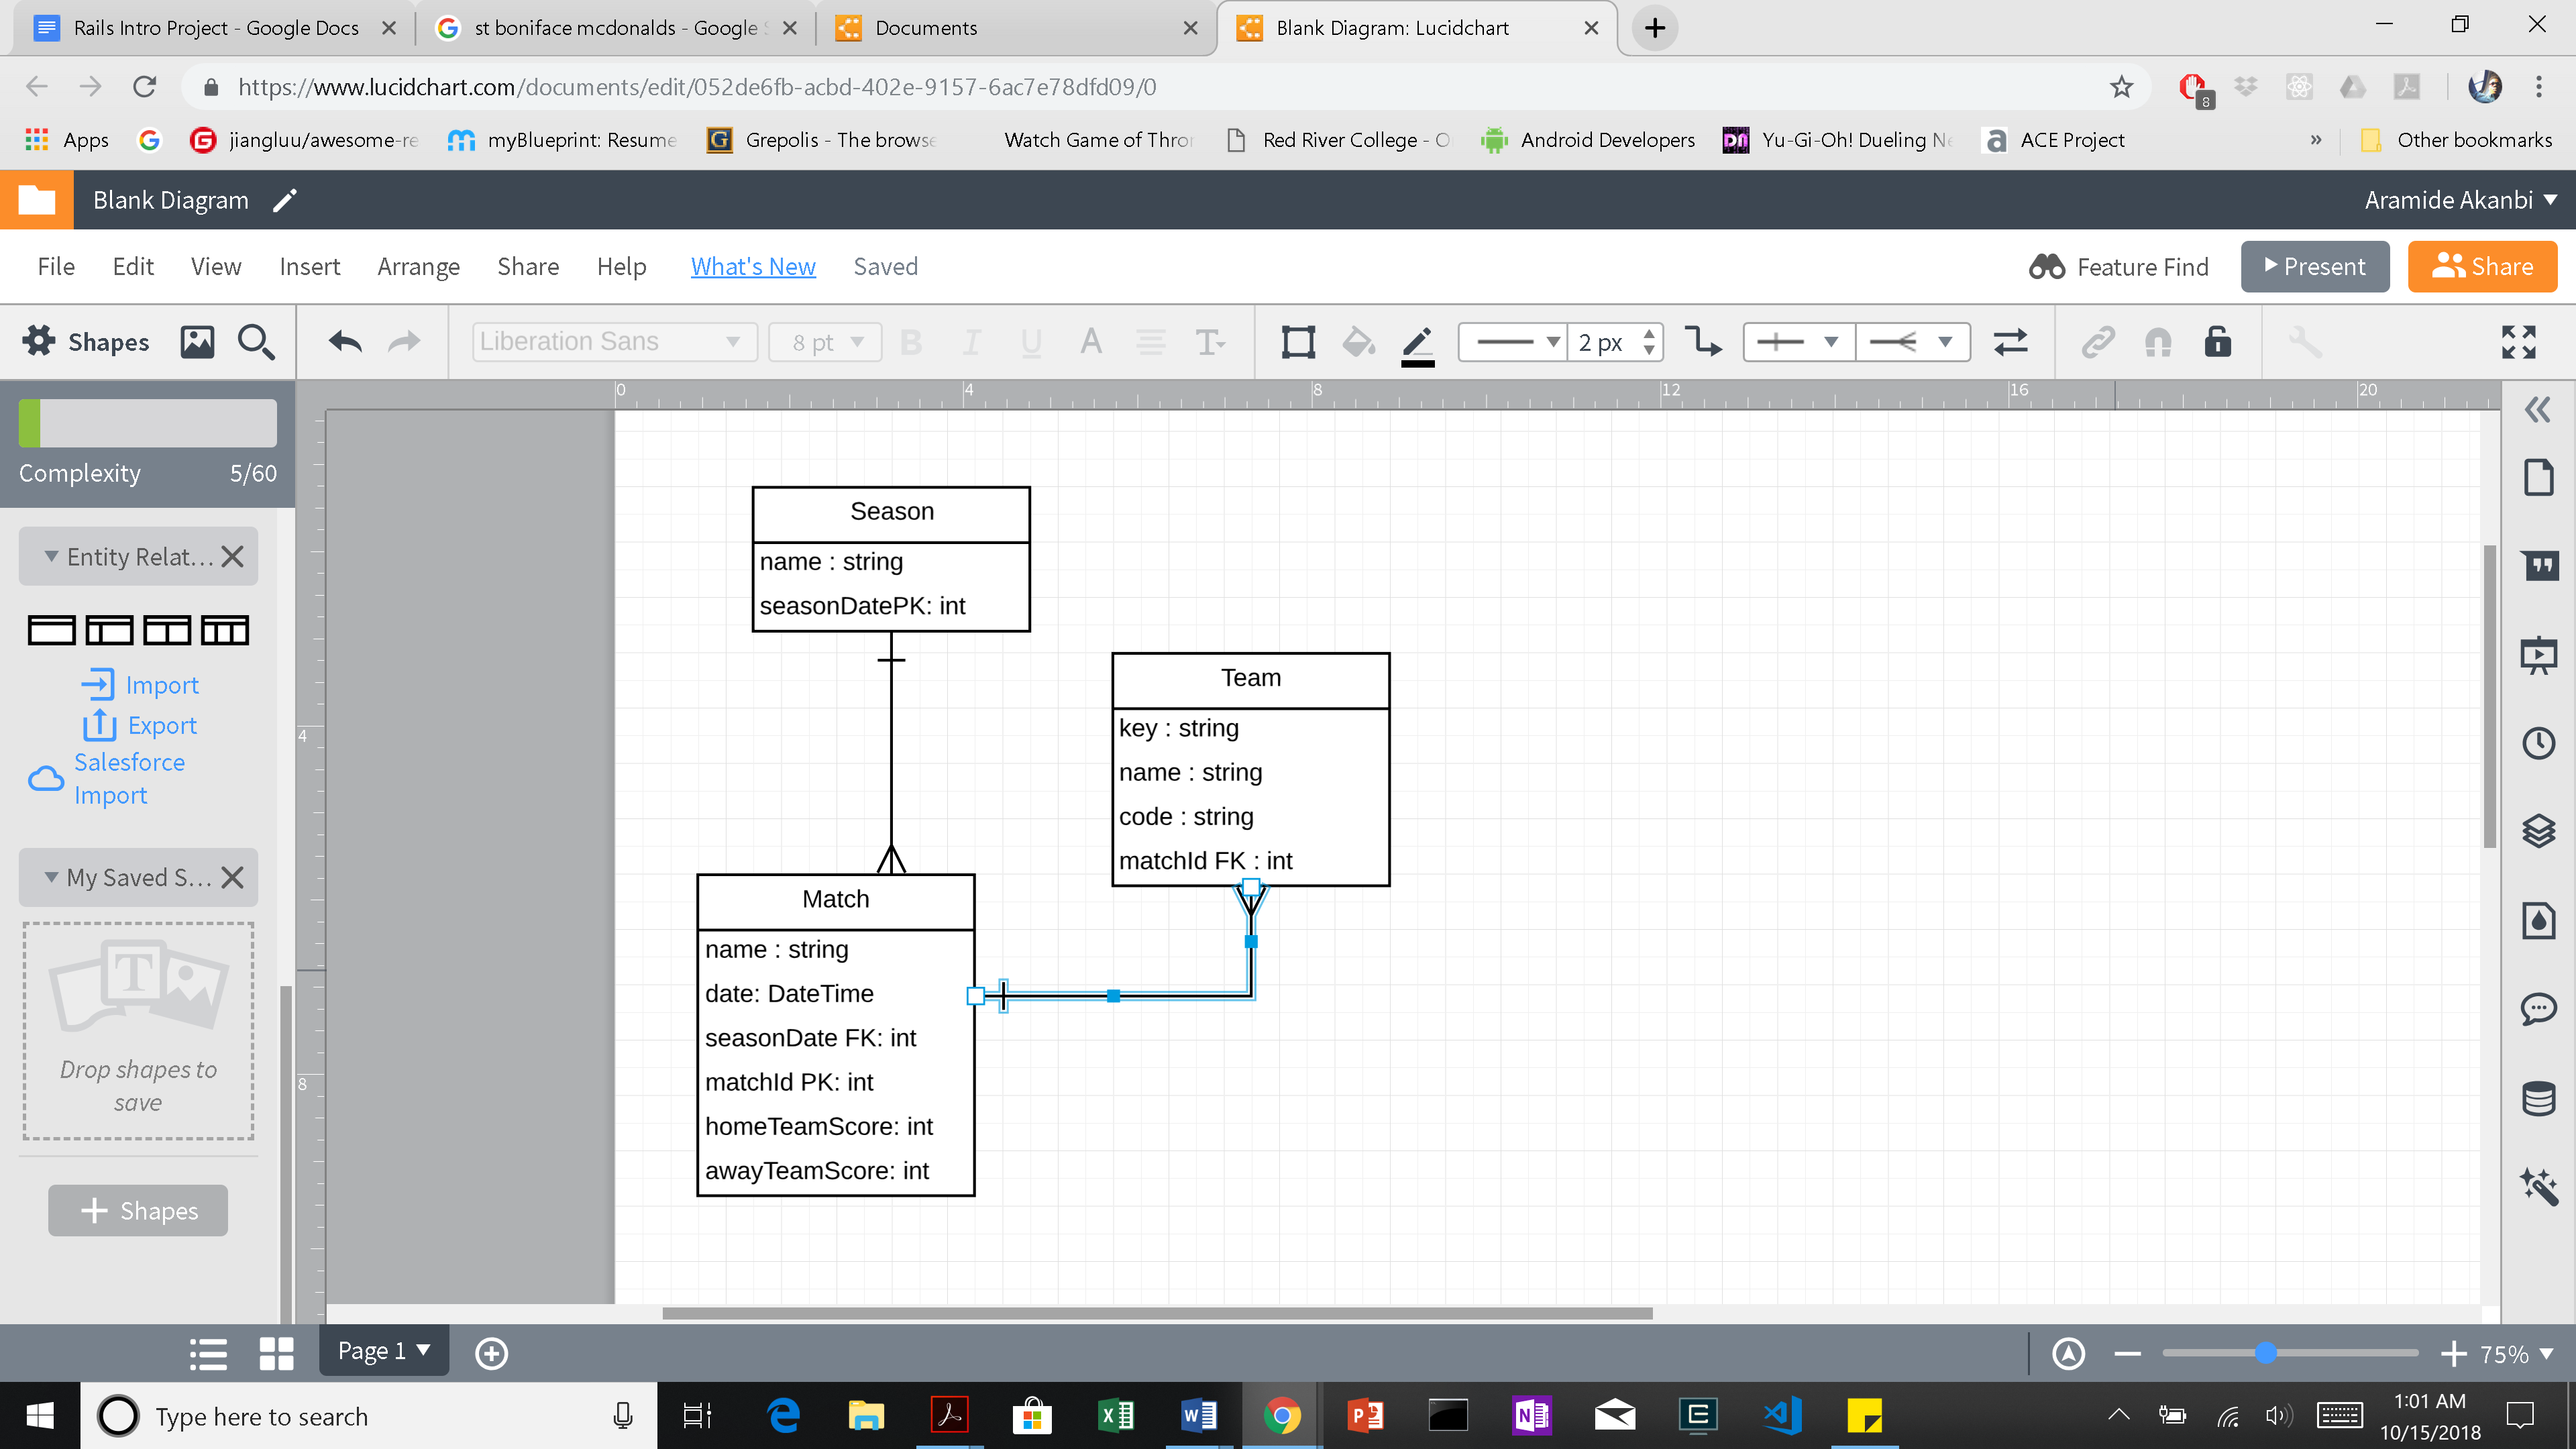 Rails Intro Project - Google Docs
st boniface mcdonalds - Google S
Documents
Blank Diagram: Lucidchart
https://www.lucidchart.com/documents/edit/052de6fb-acbd-402e-9157-6ac7e78dfd09/0
8
Apps
jiangluu/awesome-re
myBlueprint: Resume
Grepolis - The browse
Watch Game of Thron
Red River College - O
Android Developers
Yu-Gi-Oh! Dueling Ne
ACE Project
»
Other bookmarks
Blank Diagram
Aramide Akanbi
File Edit View Insert Arrange Share Help What's New Saved
Feature Find
Present
Share
Shapes
Liberation Sans
8 pt
B I U A T
2 px
0 4 8 12 16 20
Complexity 5/60
Entity Relat...
Import
Export
Salesforce
Import
My Saved S...
T
Drop shapes to
save
+ Shapes
4
8
Season
name : string
seasonDatePK: int
Team
key : string
name : string
code : string
matchId FK : int
Match
name : string
date: DateTime
seasonDate FK: int
matchId PK: int
homeTeamScore: int
awayTeamScore: int
Page 1
75%
Type here to search
1:01 AM
10/15/2018